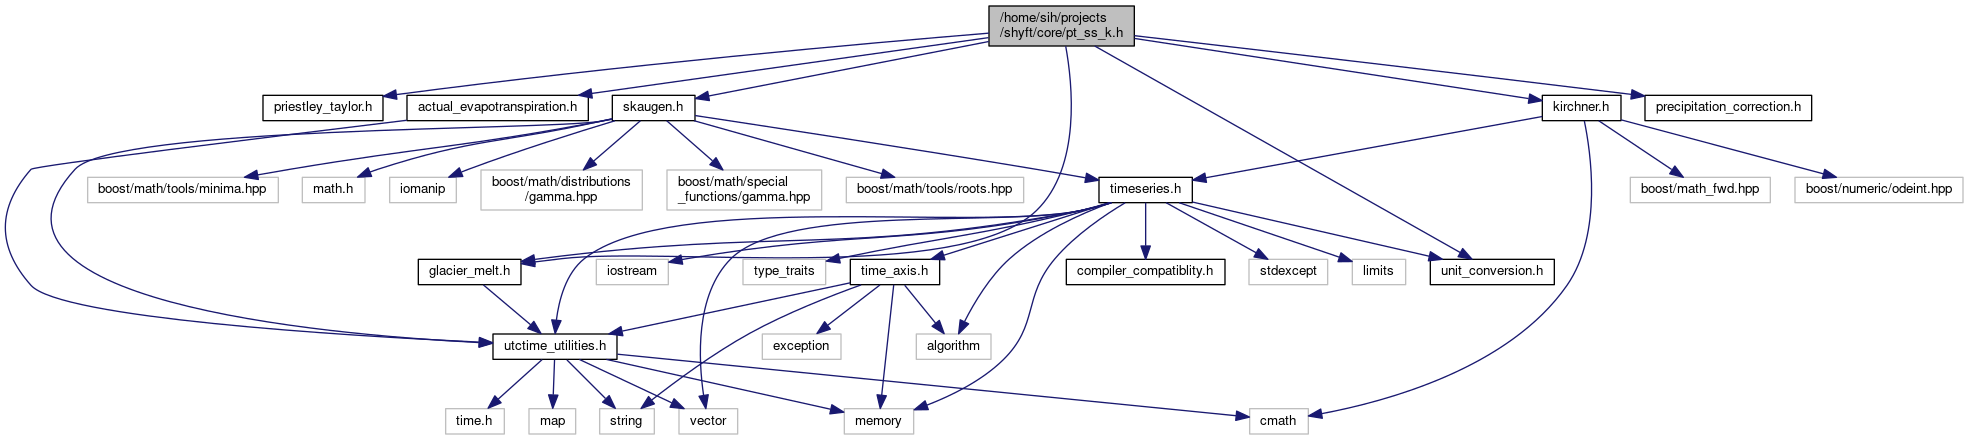 /home/sih/projects
/shyft/core/pt_ss_k.h
priestley_taylor.h
actual_evapotranspiration.h
skaugen.h
kirchner.h
precipitation_correction.h
boost/math/tools/minima.hpp
math.h
iomanip
boost/math/distributions
/gamma.hpp
boost/math/special
_functions/gamma.hpp
boost/math/tools/roots.hpp
timeseries.h
boost/math_fwd.hpp
boost/numeric/odeint.hpp
glacier_melt.h
iostream
type_traits
time_axis.h
compiler_compatiblity.h
stdexcept
limits
unit_conversion.h
utctime_utilities.h
exception
algorithm
time.h
map
string
vector
memory
cmath